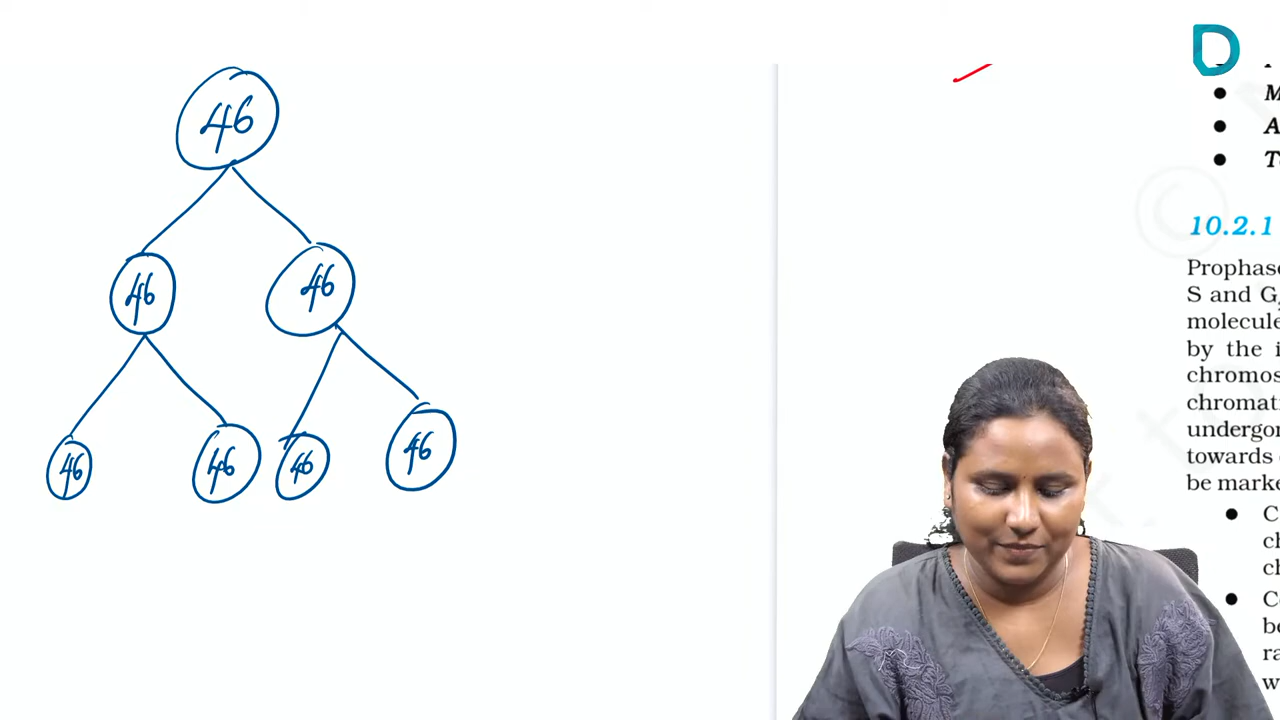 46
46 46
46 46 46 46
D
M
A
T
10.2.1
Prophase
S and G
molecule
by the i
chromos
chromat
undergon
towards
be marke
C
ch
ch
C
be
ra
w